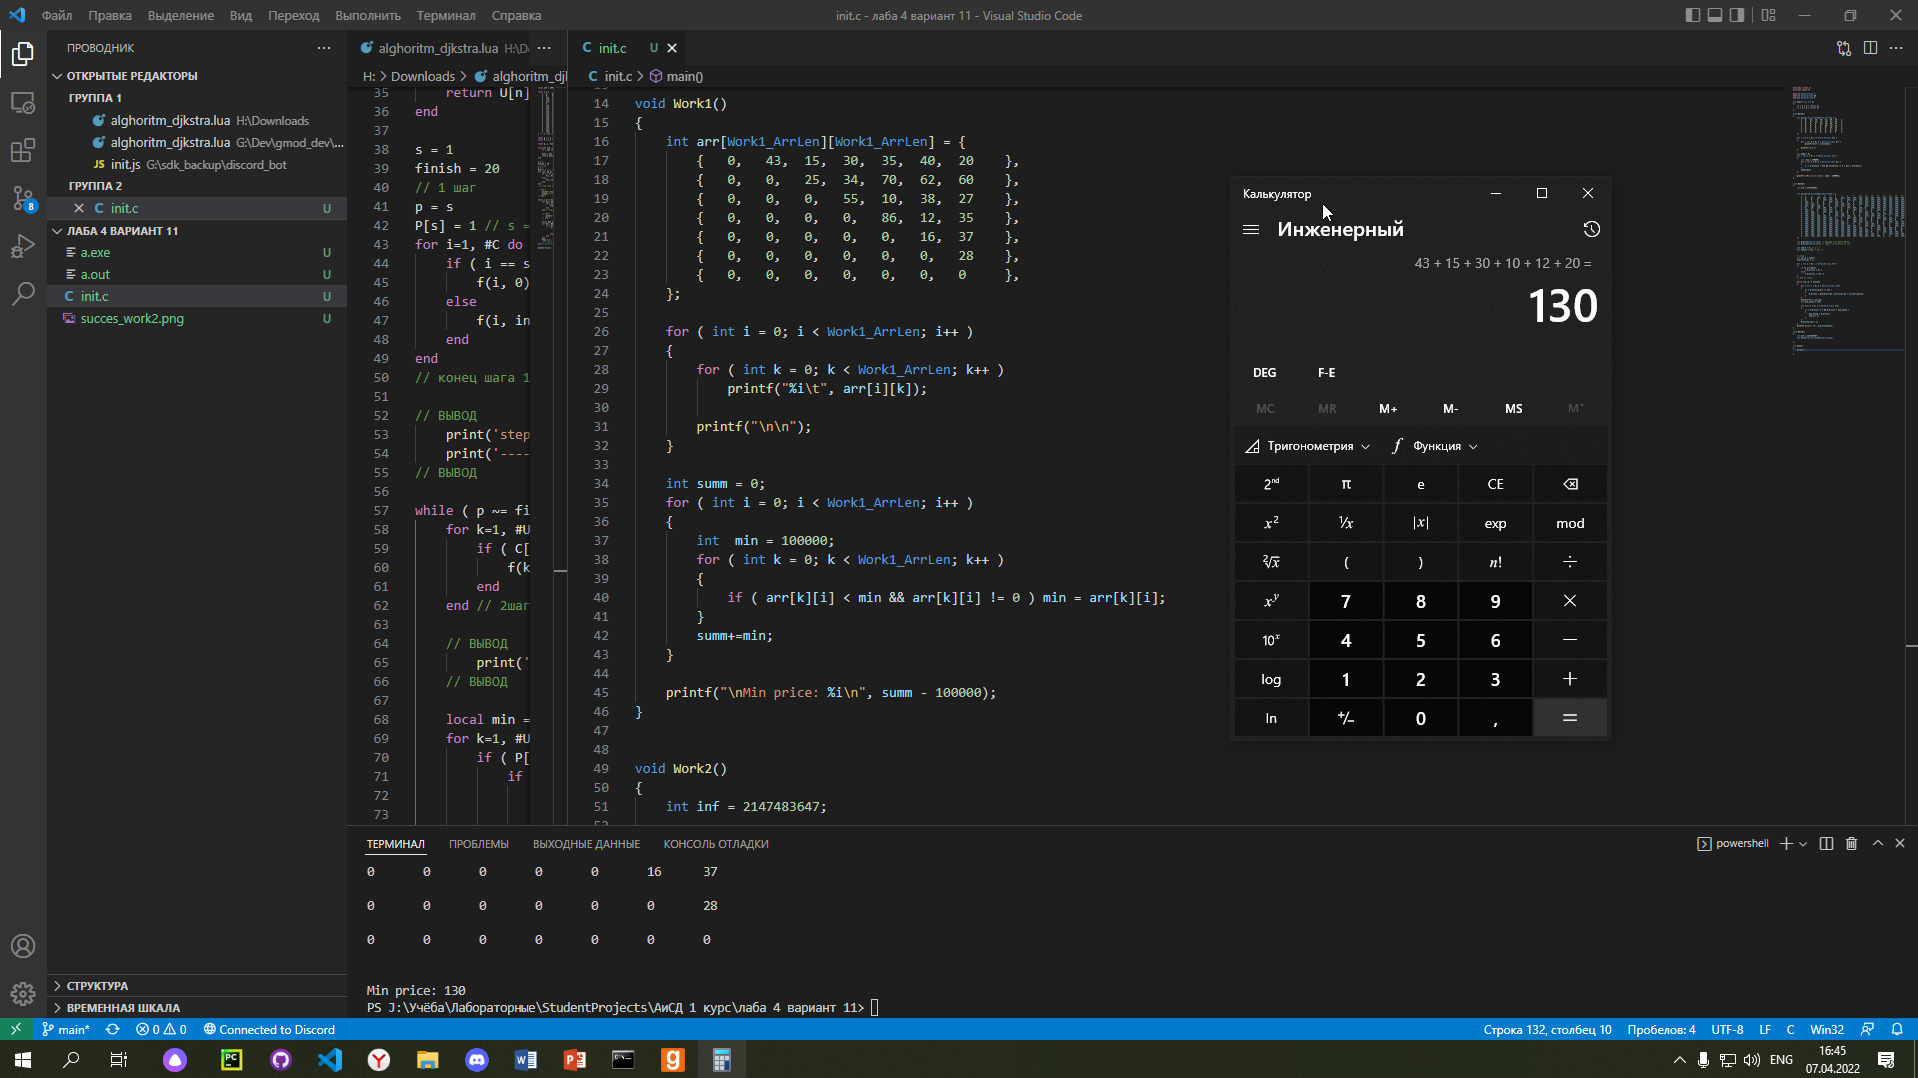 Файл Правка Выделение Вид Переход Выполнить Терминал Справка
init.c - лаба 4 вариант 11 - Visual Studio Code
ПРОВОДНИК
ОТКРЫТЫЕ РЕДАКТОРЫ
ГРУППА 1
alghoritm_djkstra.lua H:\Downloads
alghoritm_djkstra.lua G:\Dev\gmod_dev\...
JS init.js G:\sdk_backup\discord_bot
ГРУППА 2
C init.c U
ЛАБА 4 ВАРИАНТ 11
a.exe U
a.out U
C init.c U
succes_work2.png U
8
СТРУКТУРА
ВРЕМЕННАЯ ШКАЛА
alghoritm_djkstra.lua H:\D
H: > Downloads > alghoritm_djl
35 return U[n]
36 end
37
38 s = 1
39 finish = 20
40 // 1 шаг
41 p = s
42 P[s] = 1 // s =
43 for i=1, #C do
44 if ( i == s
45 f(i, 0)
46 else
47 f(i, in
48 end
49 end
50 // конец шага 1
51
52 // ВЫВОД
53 print('step
54 print('----
55 // ВЫВОД
56
57 while ( p ~= fi
58 for k=1, #U
59 if ( C[
60 f(k
61 end
62 end // 2шаг
63
64 // ВЫВОД
65 print('
66 // ВЫВОД
67
68 local min =
69 for k=1, #U
70 if ( P[
71 if
72
73
C init.c U
C init.c > main()
14 void Work1()
15 {
16 int arr[Work1_ArrLen][Work1_ArrLen] = {
17 { 0, 43, 15, 30, 35, 40, 20 },
18 { 0, 0, 25, 34, 70, 62, 60 },
19 { 0, 0, 0, 55, 10, 38, 27 },
20 { 0, 0, 0, 0, 86, 12, 35 },
21 { 0, 0, 0, 0, 0, 16, 37 },
22 { 0, 0, 0, 0, 0, 0, 28 },
23 { 0, 0, 0, 0, 0, 0, 0 },
24 };
25
26 for ( int i = 0; i < Work1_ArrLen; i++ )
27 {
28 for ( int k = 0; k < Work1_ArrLen; k++ )
29 printf("%i\t", arr[i][k]);
30
31 printf("\n\n");
32 }
33
34 int summ = 0;
35 for ( int i = 0; i < Work1_ArrLen; i++ )
36 {
37 int min = 100000;
38 for ( int k = 0; k < Work1_ArrLen; k++ )
39 {
40 if ( arr[k][i] < min && arr[k][i] != 0 ) min = arr[k][i];
41 }
42 summ+=min;
43 }
44
45 printf("\nMin price: %i\n", summ - 100000);
46 }
47
48
49 void Work2()
50 {
51 int inf = 2147483647;
Калькулятор
Инженерный
43 + 15 + 30 + 10 + 12 + 20 =
130
DEG F-E
MC MR M+ M- MS M˅
Тригонометрия f Функция
2ⁿᵈ π e CE
x² ¹/x |x| exp mod
²√x ( ) n! ÷
xʸ 7 8 9 ×
10ˣ 4 5 6 −
log 1 2 3 +
ln +/− 0 , =
ТЕРМИНАЛ ПРОБЛЕМЫ ВЫХОДНЫЕ ДАННЫЕ КОНСОЛЬ ОТЛАДКИ
powershell
0 0 0 0 0 16 37
0 0 0 0 0 0 28
0 0 0 0 0 0 0
Min price: 130
PS J:\Учёба\Лабораторные\StudentProjects\АиСД 1 курс\лаба 4 вариант 11>
main* 0 0 Connected to Discord
Строка 132, столбец 10 Пробелов: 4 UTF-8 LF C Win32
PC
ENG
16:45
07.04.2022